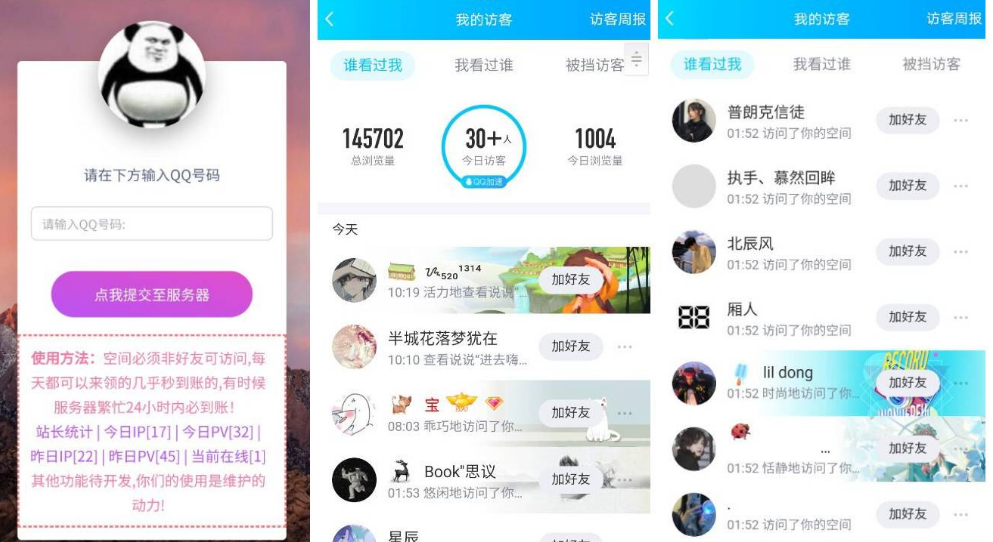 请在下方输入QQ号码
请输入QQ号码:
点我提交至服务器
使用方法: 空间必须非好友可访问,每
天都可以来领的几乎秒到账的,有时候
服务器繁忙24小时内必到账!
站长统计 | 今日IP[17] | 今日PV[32] |
昨日IP[22] | 昨日PV[45] | 当前在线[1]
其他功能待开发,你们的使用是维护的
动力!
我的访客
访客周报
谁看过我
我看过谁
被挡访客
145702
总浏览量
30+人
今日访客
QQ加速
1004
今日浏览量
今天
520 1314
10:19 活力地查看说说"...
加好友
半城花落梦犹在
10:10 查看说说"进去嗨...
加好友
宝
08:03 乖巧地访问了你...
加好友
Book"思议
01:53 悠闲地访问了你...
加好友
星辰
我的访客
访客周报
谁看过我
我看过谁
被挡访客
普朗克信徒
01:52 访问了你的空间
加好友
执手、慕然回眸
01:52 访问了你的空间
加好友
北辰风
01:52 访问了你的空间
加好友
厢人
01:52 访问了你的空间
加好友
lil dong
01:52 时尚地访问了你...
加好友
...
01:52 恬静地访问了你...
加好友
.
01:52 访问了你的空间
加好友